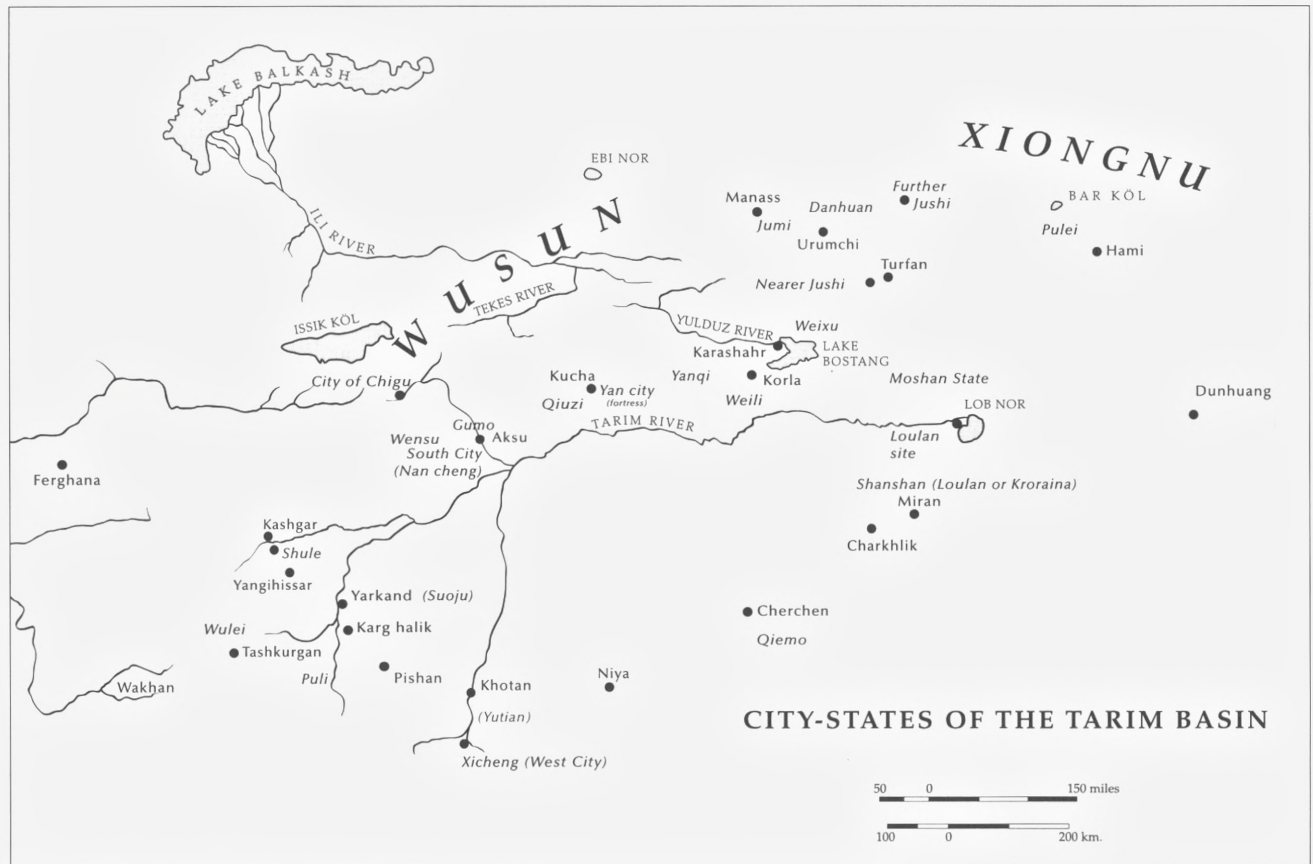 LAKE BALKASH
XIONGNU
EBI NOR
Further
Jushi
BAR KÖL
Manass
Jumi
Danhuan
Urumchi
Pulei
Hami
ILI RIVER
WUSUN
Turfan
Nearer Jushi
TEKES RIVER
ISSIK KÖL
YULDUZ RIVER
Weixu
Karashahr
LAKE
BOSTANG
City of Chigu
Kucha
Qiuzi
Yan city
(fortress)
Yanqi
Korla
Weili
Moshan State
Dunhuang
LOB NOR
TARIM RIVER
Gumo
Aksu
Wensu
South City
(Nan cheng)
Loulan
site
Ferghana
Shanshan (Loulan or Kroraina)
Miran
Charkhlik
Kashgar
Shule
Yangihissar
Yarkand (Suoju)
Cherchen
Qiemo
Wulei
Karg halik
Tashkurgan
Puli
Pishan
Wakhan
Khotan
(Yutian)
Niya
Xicheng (West City)
CITY-STATES OF THE TARIM BASIN
50 0 150 miles
100 0 200 km.